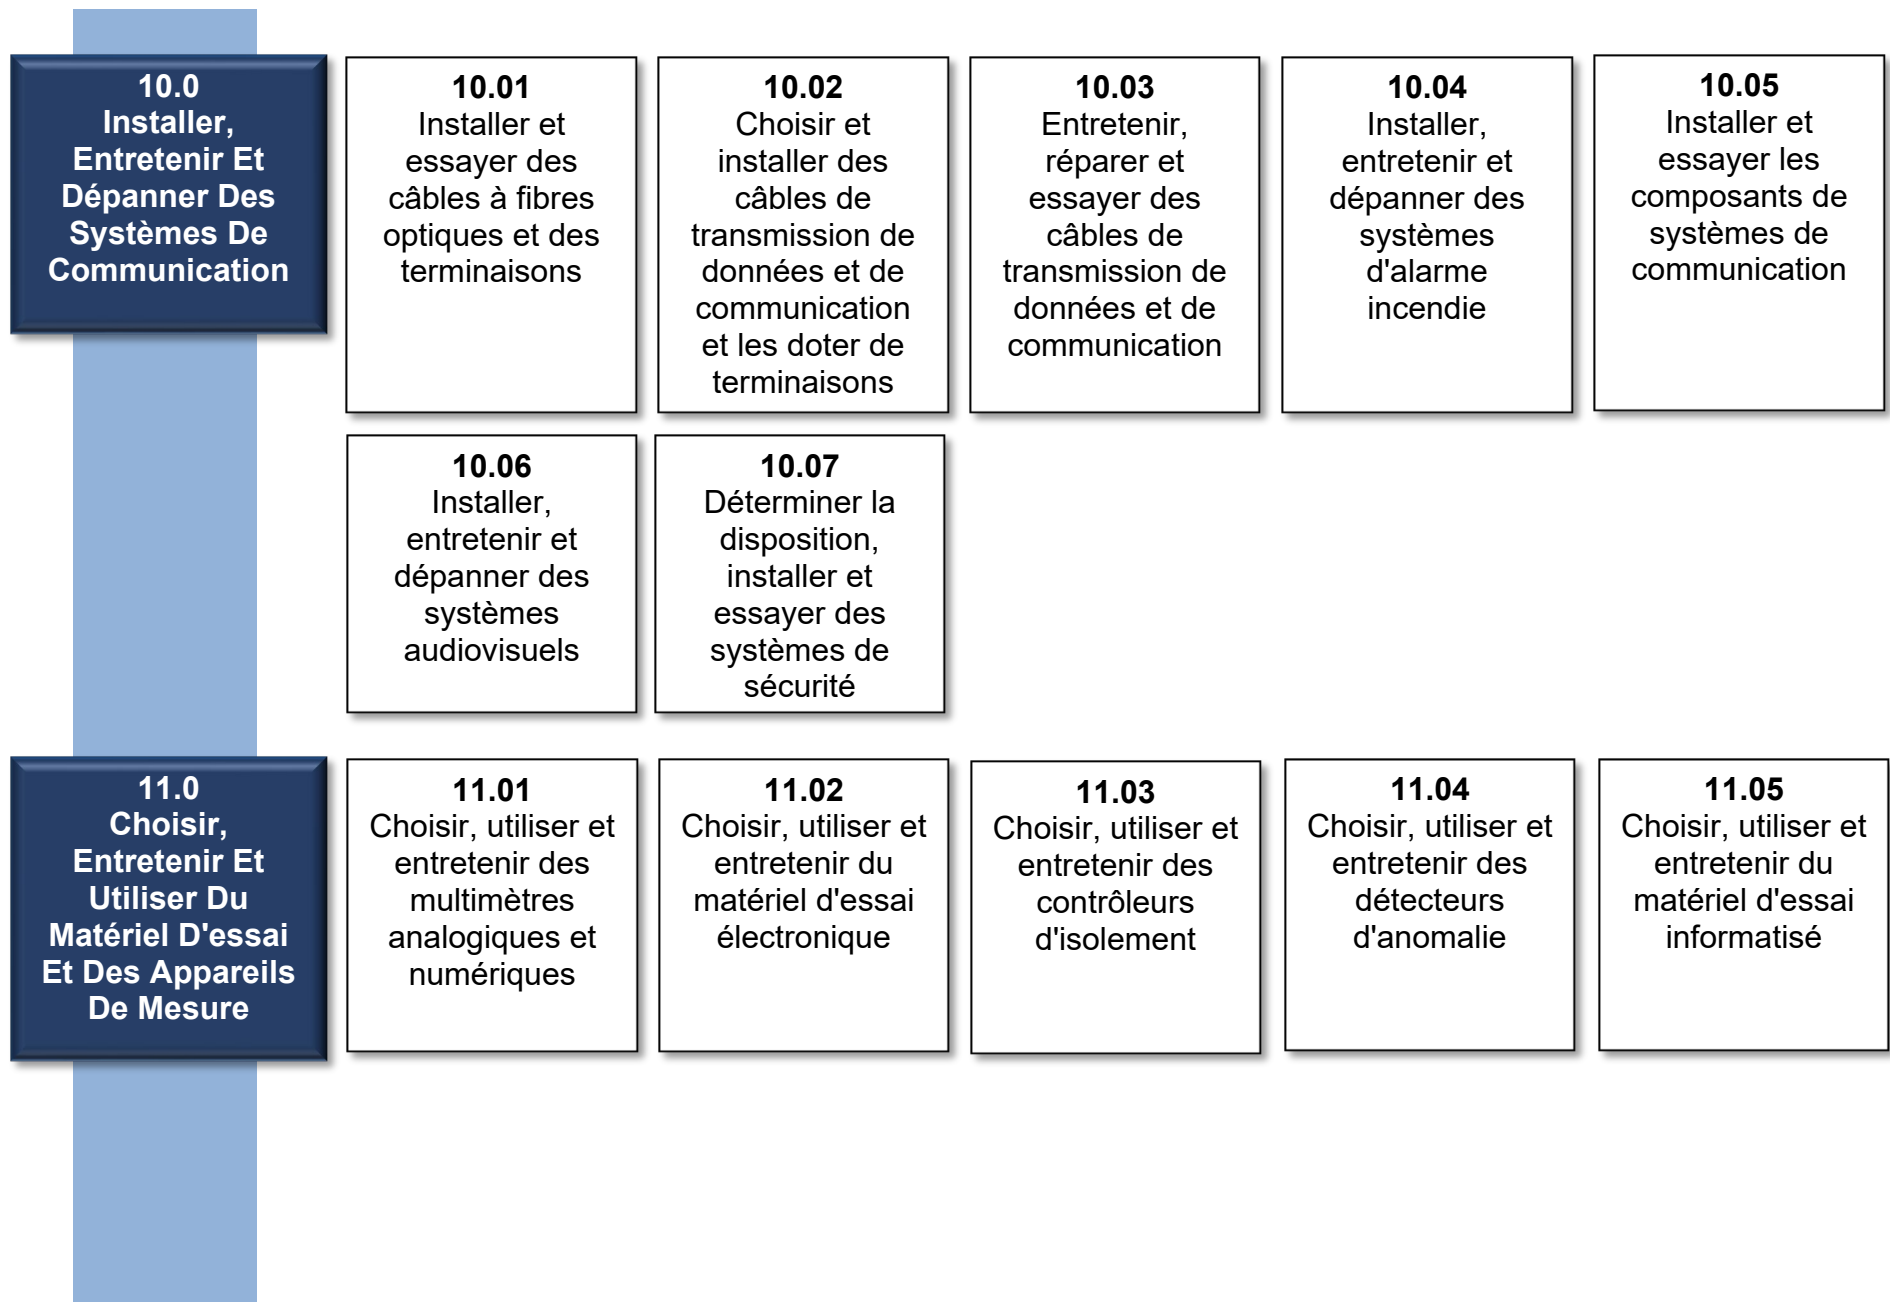 10.0
Installer,
Entretenir Et
Dépanner Des
Systèmes De
Communication
10.01
Installer et
essayer des
câbles à fibres
optiques et des
terminaisons
10.02
Choisir et
installer des
câbles de
transmission de
données et de
communication
et les doter de
terminaisons
10.03
Entretenir,
réparer et
essayer des
câbles de
transmission de
données et de
communication
10.04
Installer,
entretenir et
dépanner des
systèmes
d'alarme
incendie
10.05
Installer et
essayer les
composants de
systèmes de
communication
10.06
Installer,
entretenir et
dépanner des
systèmes
audiovisuels
10.07
Déterminer la
disposition,
installer et
essayer des
systèmes de
sécurité
11.0
Choisir,
Entretenir Et
Utiliser Du
Matériel D'essai
Et Des Appareils
De Mesure
11.01
Choisir, utiliser et
entretenir des
multimètres
analogiques et
numériques
11.02
Choisir, utiliser et
entretenir du
matériel d'essai
électronique
11.03
Choisir, utiliser et
entretenir des
contrôleurs
d'isolement
11.04
Choisir, utiliser et
entretenir des
détecteurs
d'anomalie
11.05
Choisir, utiliser et
entretenir du
matériel d'essai
informatisé